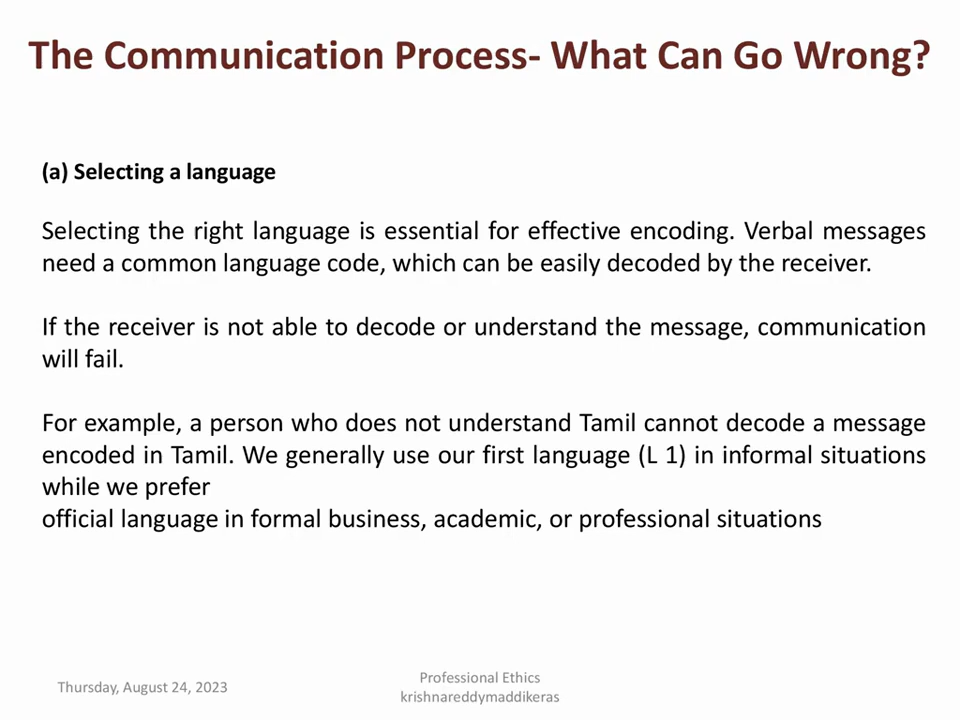 The Communication Process- What Can Go Wrong?
(a) Selecting a language
Selecting the right language is essential for effective encoding. Verbal messages
need a common language code, which can be easily decoded by the receiver.
If the receiver is not able to decode or understand the message, communication
will fail.
For example, a person who does not understand Tamil cannot decode a message
encoded in Tamil. We generally use our first language (L 1) in informal situations
while we prefer
official language in formal business, academic, or professional situations
Thursday, August 24, 2023
Professional Ethics
krishnareddymaddikeras